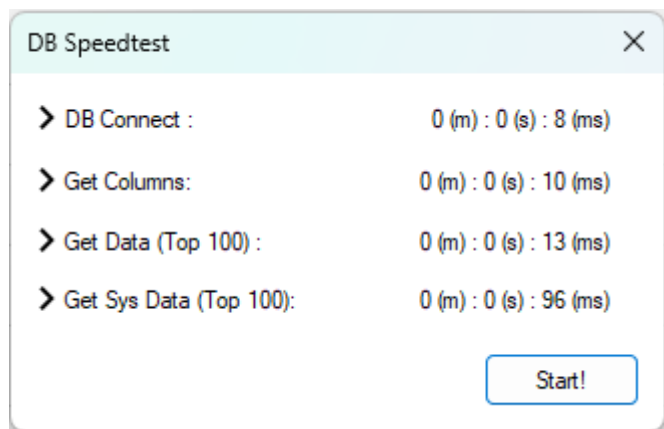 DB Speedtest
DB Connect : 0 (m) : 0 (s) : 8 (ms)
Get Columns: 0 (m) : 0 (s) : 10 (ms)
Get Data (Top 100) : 0 (m) : 0 (s) : 13 (ms)
Get Sys Data (Top 100): 0 (m) : 0 (s) : 96 (ms)
Start!